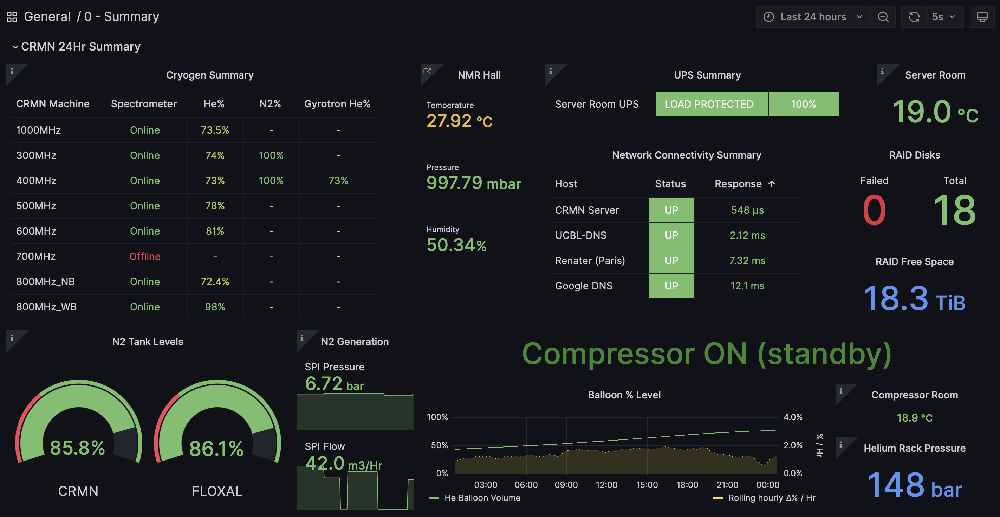 General / 0 - Summary
Last 24 hours
5s
CRMN 24Hr Summary
Cryogen Summary
CRMN Machine Spectrometer He% N2% Gyrotron He%
1000MHz Online 73.5% - -
300MHz Online 74% 100% -
400MHz Online 73% 100% 73%
500MHz Online 78% - -
600MHz Online 81% - -
700MHz Offline - - -
800MHz_NB Online 72.4% - -
800MHz_WB Online 98% - -
NMR Hall
Temperature
27.92 °C
Pressure
997.79 mbar
Humidity
50.34%
UPS Summary
Server Room UPS LOAD PROTECTED 100%
Network Connectivity Summary
Host Status Response ↑
CRMN Server UP 548 µs
UCBL-DNS UP 2.12 ms
Renater (Paris) UP 7.32 ms
Google DNS UP 12.1 ms
Server Room
19.0 °C
RAID Disks
Failed Total
0 18
RAID Free Space
18.3 TiB
N2 Tank Levels
85.8% 86.1%
CRMN FLOXAL
N2 Generation
SPI Pressure
6.72 bar
SPI Flow
42.0 m3/Hr
Compressor ON (standby)
Balloon % Level
100% 4.0%
50% 2.0%
0% 0.0%
% / Hr
03:00 06:00 09:00 12:00 15:00 18:00 21:00 00:00
He Balloon Volume Rolling hourly Δ% / Hr
Compressor Room
18.9 °C
Helium Rack Pressure
148 bar